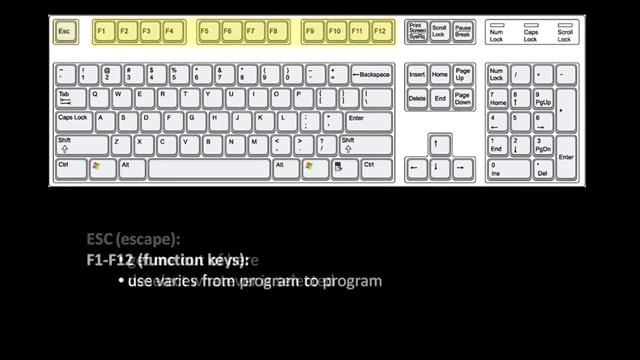 Esc F1 F2 F3 F4 F5 F6 F7 F8 F9 F10 F11 F12 Print Screen SysRq Scroll Lock Pause Break Num Lock Caps Lock Scroll Lock
~ ` ! 1 @ 2 # 3 $ 4 % 5 ^ 6 & 7 * 8 ( 9 ) 0 _ - + = ←Backspace Insert Home Page Up Num Lock / * -
Tab Q W E R T Y U I O P { [ } ] | \ Delete End Page Down 7 Home 8 ↑ 9 PgUp +
Caps Lock A S D F G H J K L : ; " ' Enter 4 ← 5 6 →
Shift Z X C V B N M < , > . ? / Shift ↑ 1 End 2 ↓ 3 PgDn Enter
Ctrl Alt Alt Ctrl ← ↓ → 0 Ins . Del
ESC (escape):
F1-F12 (function keys):
• use varies from program to program